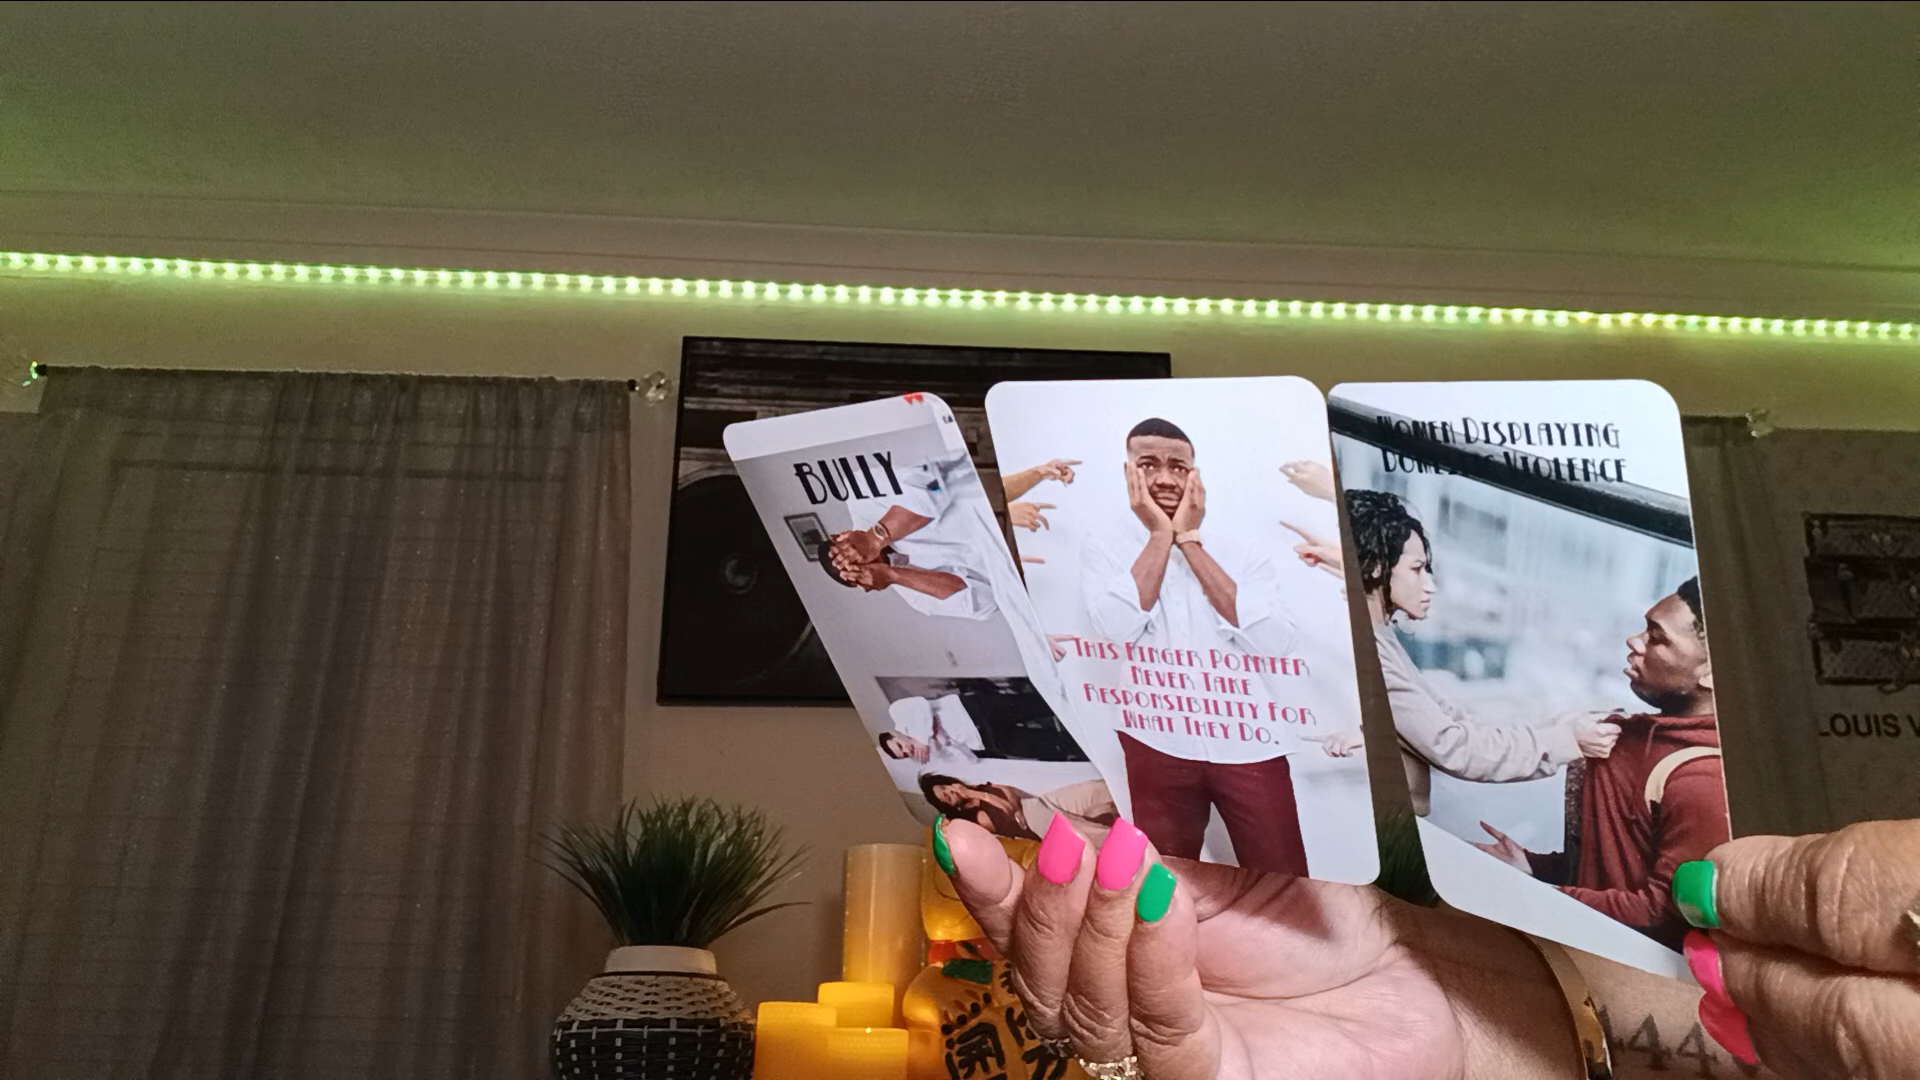 BULLY
THIS FINGER POINTER
NEVER TAKE
RESPONSIBILITY FOR
WHAT THEY DO.
WOMEN DISPLAYING
DOMESTIC VIOLENCE
LOUIS V
444